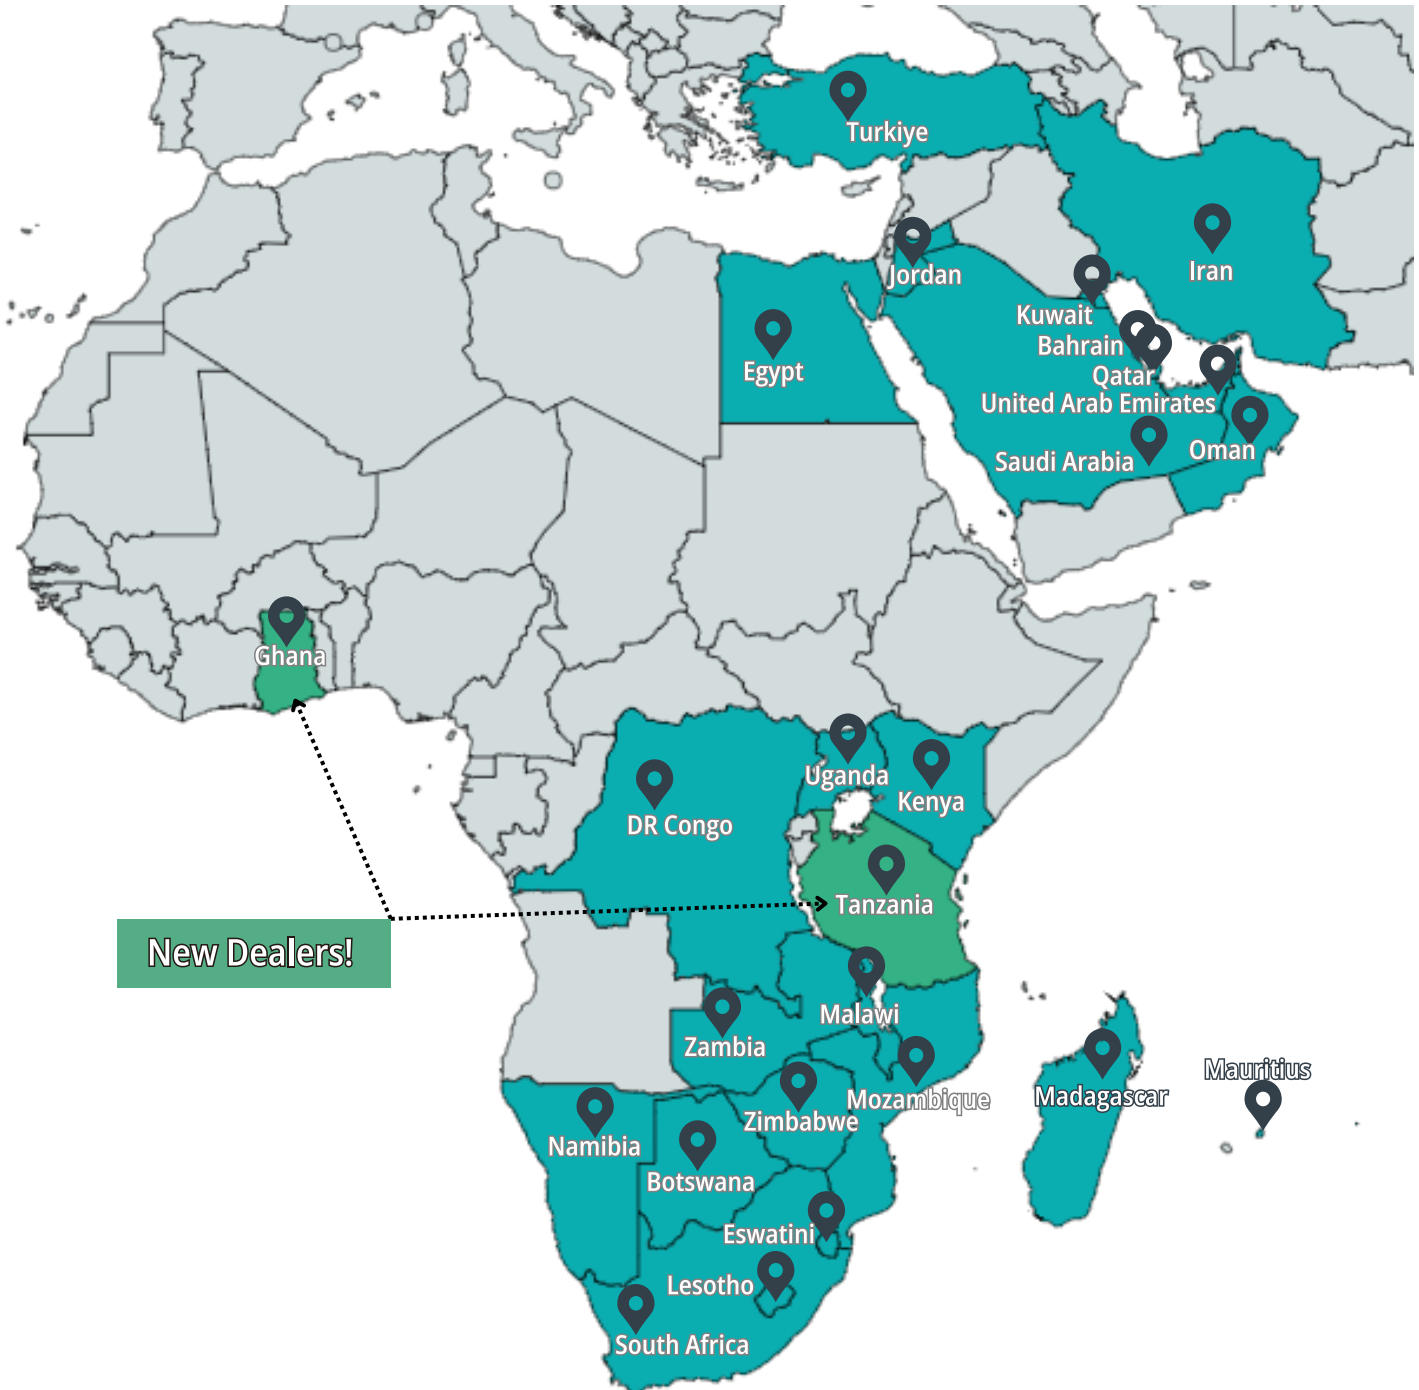 Turkiye
Iran
Jordan
Kuwait
Bahrain
Qatar
Egypt
United Arab Emirates
Oman
Saudi Arabia
Ghana
Uganda
Kenya
DR Congo
Tanzania
New Dealers!
Malawi
Zambia
Mauritius
Madagascar
Mozambique
Zimbabwe
Namibia
Botswana
Eswatini
Lesotho
South Africa